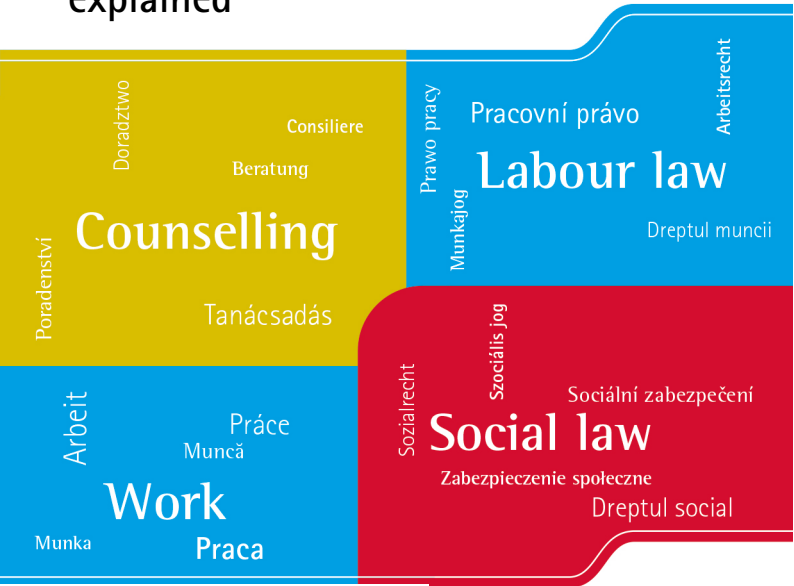 explained
Doradztwo
Consiliere
Beratung
Counselling
Poradenství
Tanácsadás
Prawo pracy
Pracovní právo
Arbeitsrecht
Labour law
Munkajog
Dreptul muncii
Arbeit
Práce
Muncă
Work
Munka
Praca
Szociális jog
Sozialrecht
Sociální zabezpečení
Social law
Zabezpieczenie społeczne
Dreptul social